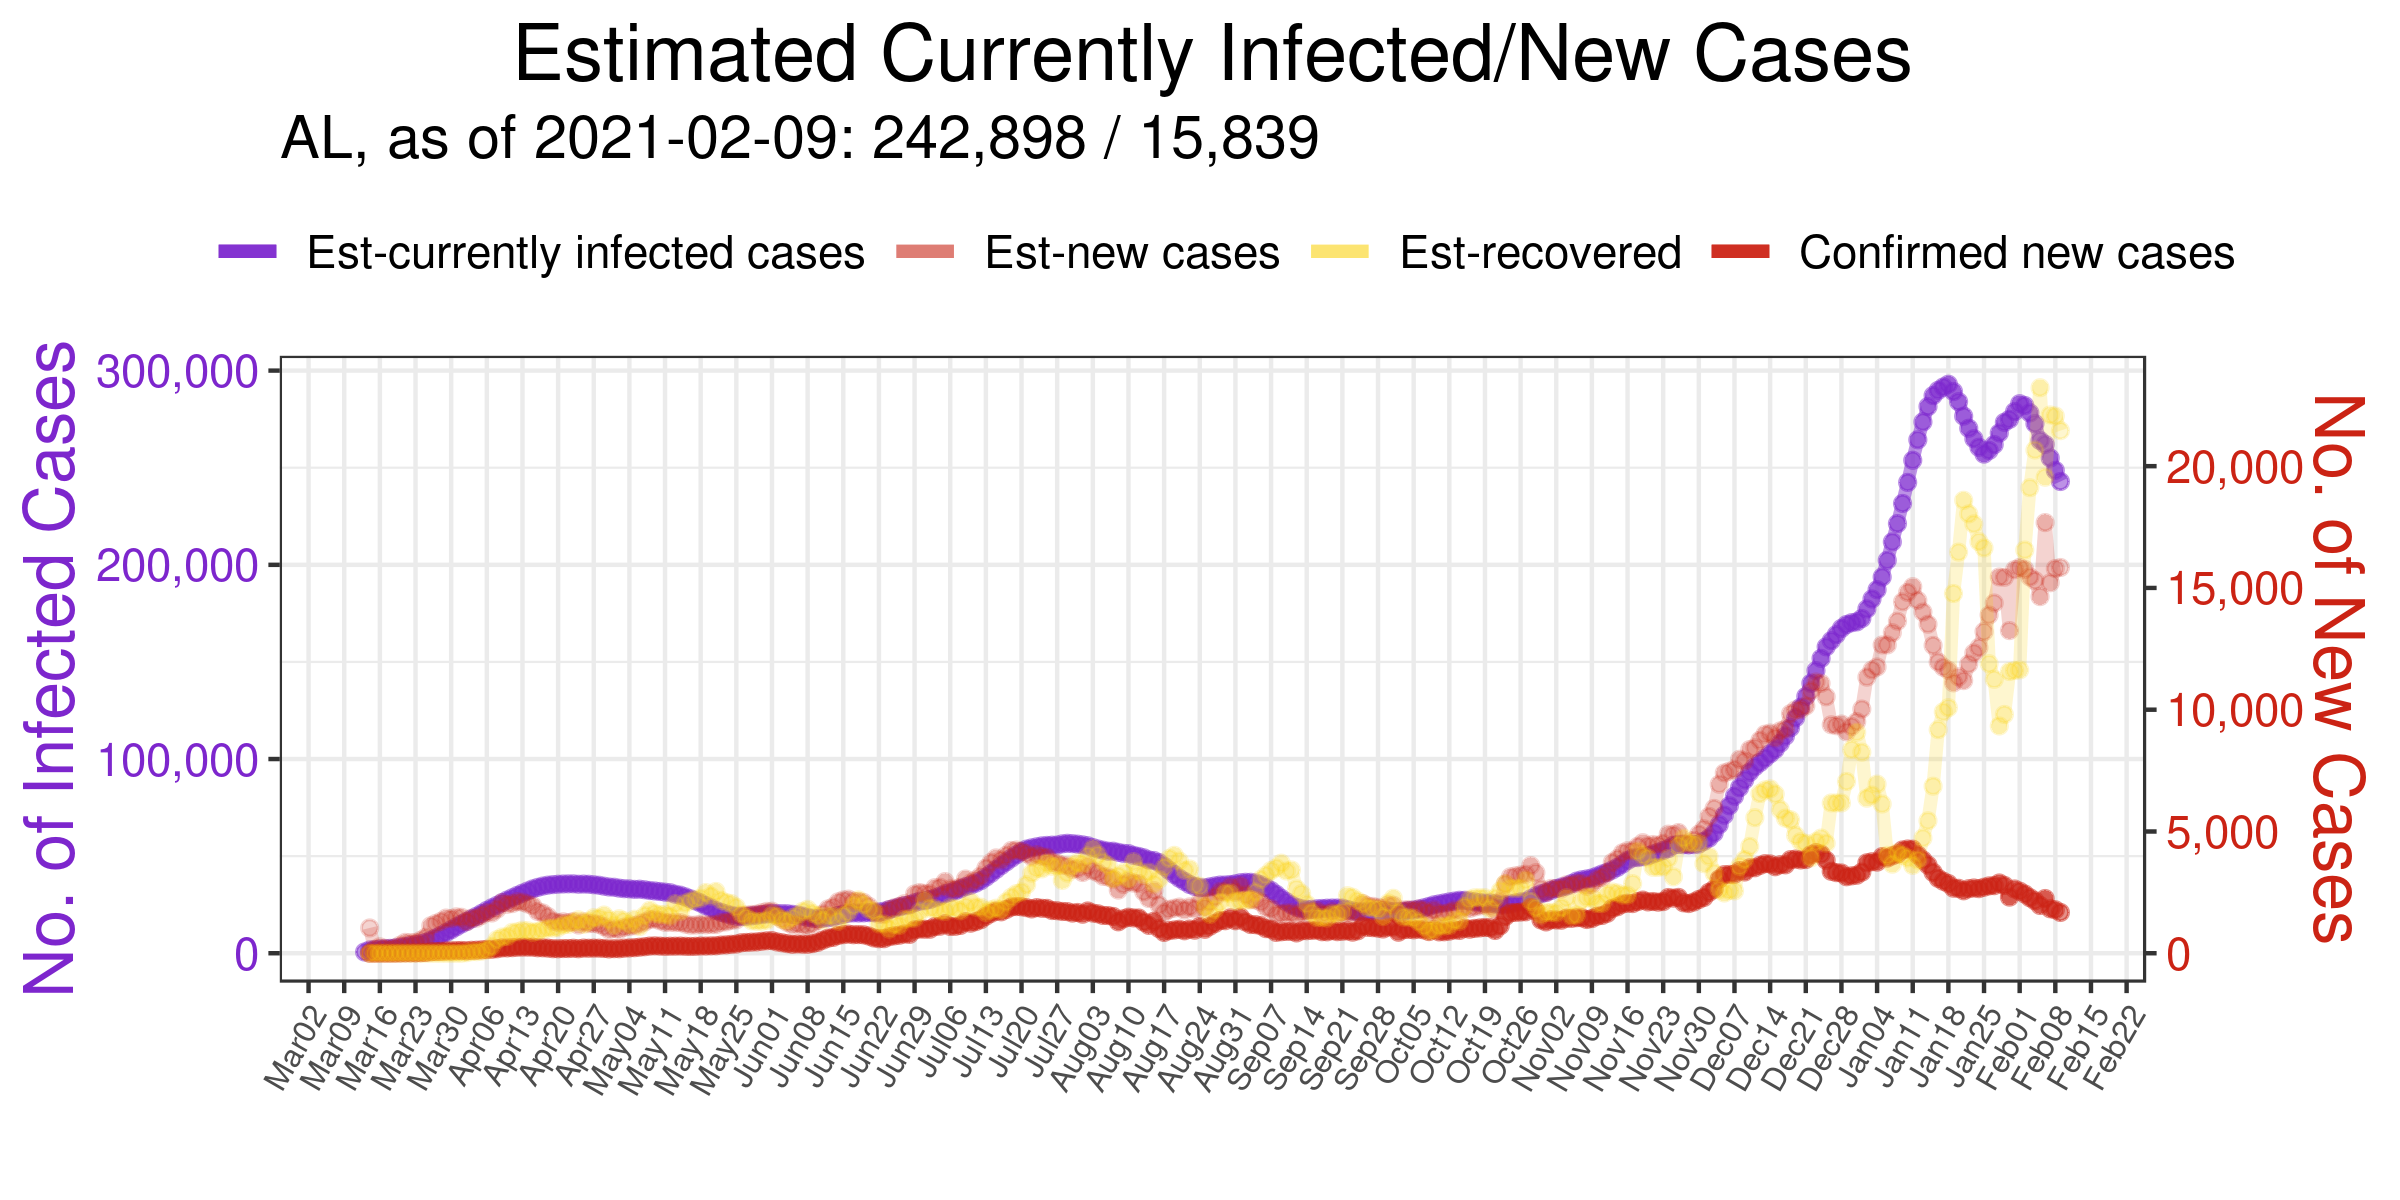 Estimated Currently Infected/New Cases
AL, as of 2021-02-09: 242,898 / 15,839
Est-currently infected cases
Est-new cases
Est-recovered
Confirmed new cases
No. of Infected Cases
300,000
200,000
100,000
0
20,000
15,000
10,000
5,000
0
No. of New Cases
Mar02
Mar09
Mar16
Mar23
Mar30
Apr06
Apr13
Apr20
Apr27
May04
May11
May18
May25
Jun01
Jun08
Jun15
Jun22
Jun29
Jul06
Jul13
Jul20
Jul27
Aug03
Aug10
Aug17
Aug24
Aug31
Sep07
Sep14
Sep21
Sep28
Oct05
Oct12
Oct19
Oct26
Nov02
Nov09
Nov16
Nov23
Nov30
Dec07
Dec14
Dec21
Dec28
Jan04
Jan11
Jan18
Jan25
Feb01
Feb08
Feb15
Feb22